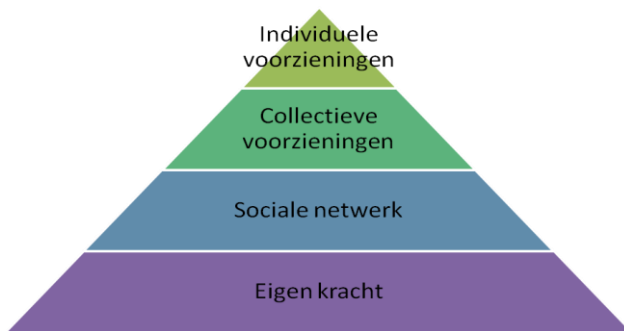 Individuele
voorzieningen
Collectieve
voorzieningen
Sociale netwerk
Eigen kracht